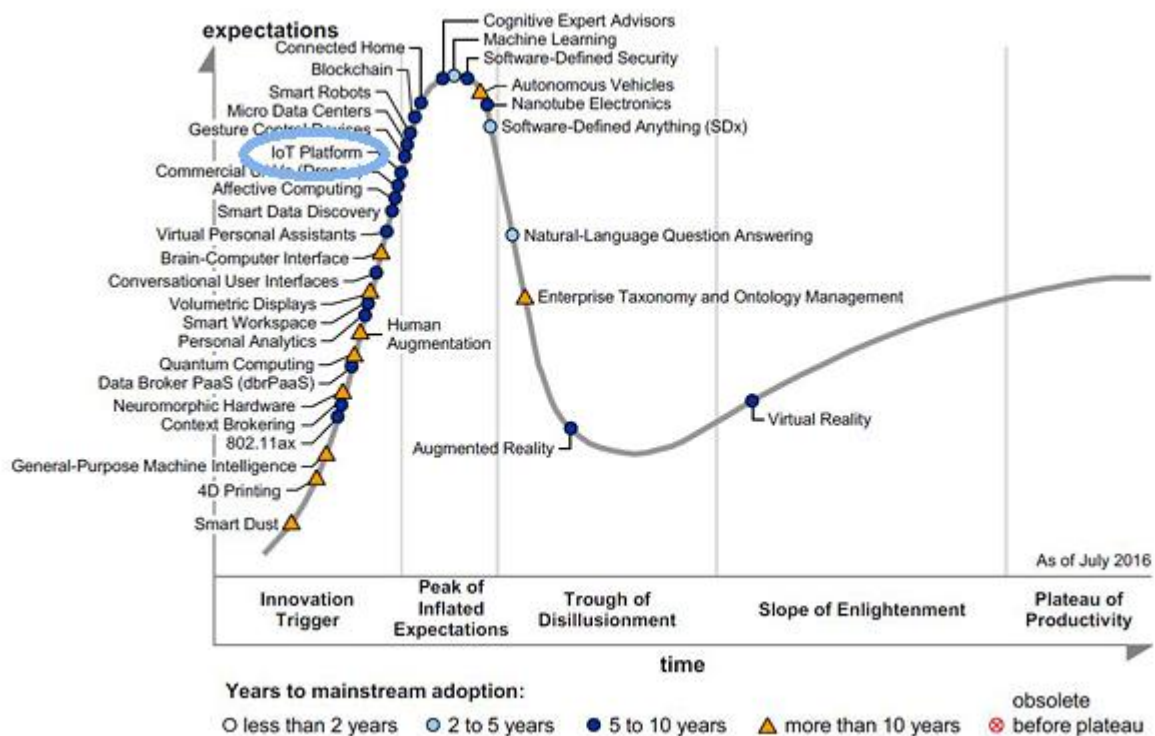 expectations
Cognitive Expert Advisors
Machine Learning
Connected Home
Software-Defined Security
Blockchain
Autonomous Vehicles
Smart Robots
Nanotube Electronics
Micro Data Centers
Gesture Control Devices
Software-Defined Anything (SDx)
IoT Platform
Commercial UAVs (Drones)
Affective Computing
Smart Data Discovery
Virtual Personal Assistants
Natural-Language Question Answering
Brain-Computer Interface
Conversational User Interfaces
Volumetric Displays
Enterprise Taxonomy and Ontology Management
Smart Workspace
Personal Analytics
Human
Augmentation
Quantum Computing
Data Broker PaaS (dbrPaaS)
Neuromorphic Hardware
Context Brokering
Virtual Reality
802.11ax
Augmented Reality
General-Purpose Machine Intelligence
4D Printing
Smart Dust
As of July 2016
Innovation
Trigger
Peak of
Inflated
Expectations
Trough of
Disillusionment
Slope of Enlightenment
Plateau of
Productivity
time
Years to mainstream adoption:
less than 2 years
2 to 5 years
5 to 10 years
more than 10 years
obsolete
before plateau